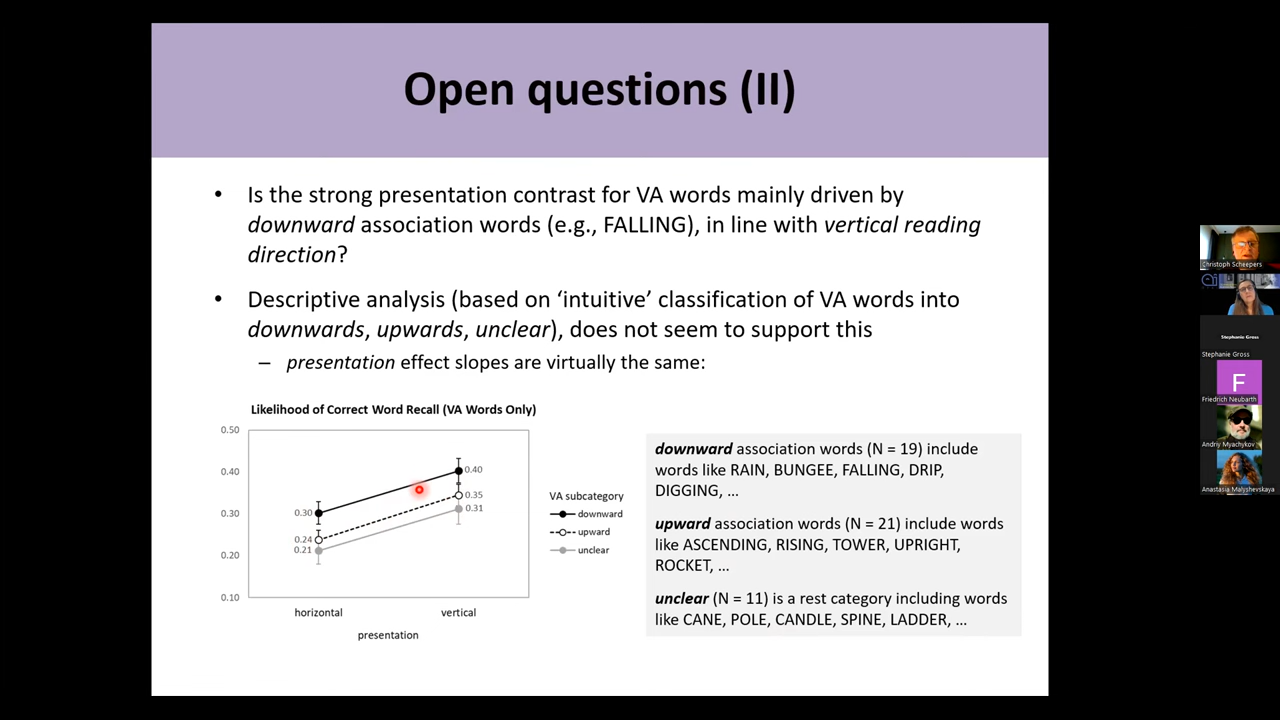 Open questions (II)
• Is the strong presentation contrast for VA words mainly driven by
downward association words (e.g., FALLING), in line with vertical reading
direction?
• Descriptive analysis (based on ‘intuitive’ classification of VA words into
downwards, upwards, unclear), does not seem to support this
– presentation effect slopes are virtually the same:
Likelihood of Correct Word Recall (VA Words Only)
0.50
0.40
0.30
0.20
0.10
0.30
0.24
0.21
0.40
0.35
0.31
horizontal
vertical
presentation
VA subcategory
downward
upward
unclear
downward association words (N = 19) include
words like RAIN, BUNGEE, FALLING, DRIP,
DIGGING, …
upward association words (N = 21) include words
like ASCENDING, RISING, TOWER, UPRIGHT,
ROCKET, …
unclear (N = 11) is a rest category including words
like CANE, POLE, CANDLE, SPINE, LADDER, …
Christoph Scheepers
Stephanie Gross
Stephanie Gross
F
Friedrich Neubarth
Andriy Myachykov
Anastasia Malyshevskaya